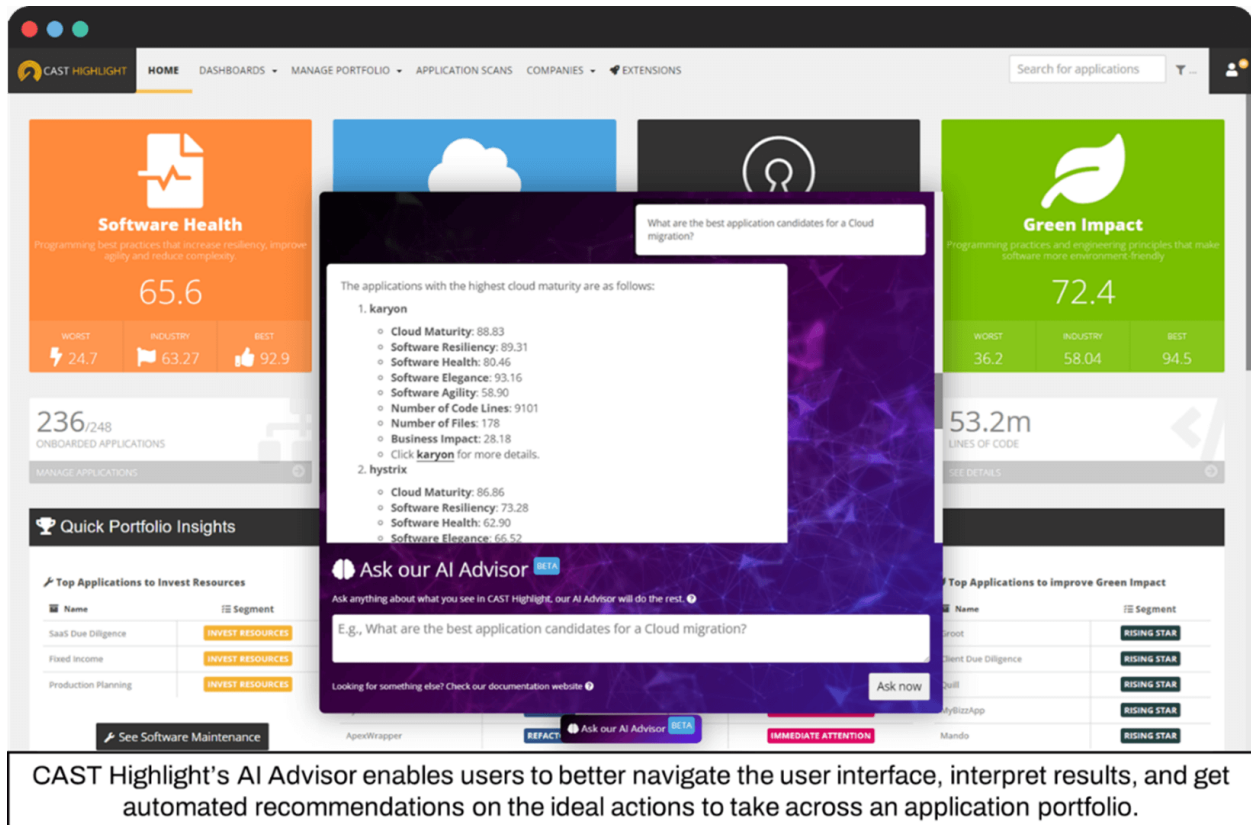 CAST HIGHLIGHT HOME DASHBOARDS MANAGE PORTFOLIO APPLICATION SCANS COMPANIES EXTENSIONS Search for applications
Software Health
Programming best practices that increase resiliency, improve
agility and reduce complexity.
65.6
WORST INDUSTRY BEST
24.7 63.27 92.9
Green Impact
Programming practices and engineering principles that make
software more environment-friendly
72.4
WORST INDUSTRY BEST
36.2 58.04 94.5
236/248
ONBOARDED APPLICATIONS
MANAGE APPLICATIONS
53.2m
LINES OF CODE
SEE DETAILS
What are the best application candidates for a Cloud
migration?
The applications with the highest cloud maturity are as follows:
1. karyon
Cloud Maturity: 88.83
Software Resiliency: 89.31
Software Health: 80.46
Software Elegance: 93.16
Software Agility: 58.90
Number of Code Lines: 9101
Number of Files: 178
Business Impact: 28.18
Click karyon for more details.
2. hystrix
Cloud Maturity: 86.86
Software Resiliency: 73.28
Software Health: 62.90
Software Elegance: 66.52
Ask our AI Advisor BETA
Ask anything about what you see in CAST Highlight, our AI Advisor will do the rest.
E.g., What are the best application candidates for a Cloud migration?
Looking for something else? Check our documentation website
Ask now
Quick Portfolio Insights
Top Applications to Invest Resources
Name Segment
SaaS Due Diligence INVEST RESOURCES
Fixed Income INVEST RESOURCES
Production Planning INVEST RESOURCES
See Software Maintenance
ApexWrapper
Ask our AI Advisor BETA
IMMEDIATE ATTENTION
Top Applications to improve Green Impact
Name Segment
Groot RISING STAR
Client Due Diligence RISING STAR
Quill RISING STAR
MyBizzApp RISING STAR
Mando RISING STAR
CAST Highlight's AI Advisor enables users to better navigate the user interface, interpret results, and get
automated recommendations on the ideal actions to take across an application portfolio.